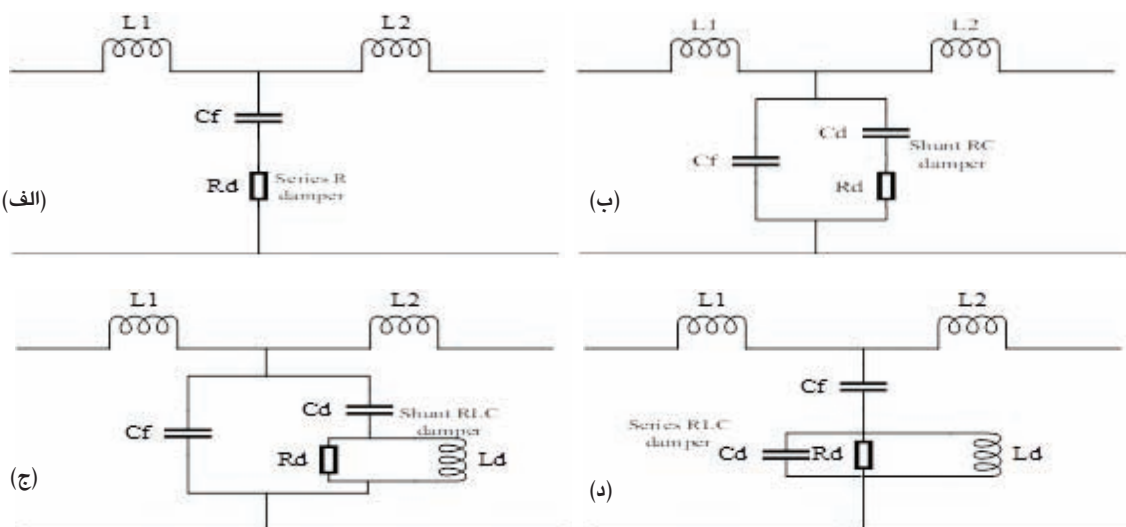 L1
L2
Cf
Rd
Series R
damper
(الف)
L1
L2
Cf
Cd
Shunt RC
damper
Rd
(ب)
L1
L2
Cf
Cd
Shunt RLC
damper
Rd
Ld
(ج)
L1
L2
Cf
Series RLC
damper
Cd
Rd
Ld
(د)